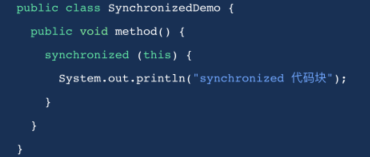 public class SynchronizedDemo {
  public void method() {
    synchronized (this) {
      System.out.println("synchronized 代码块");
    }
  }
}